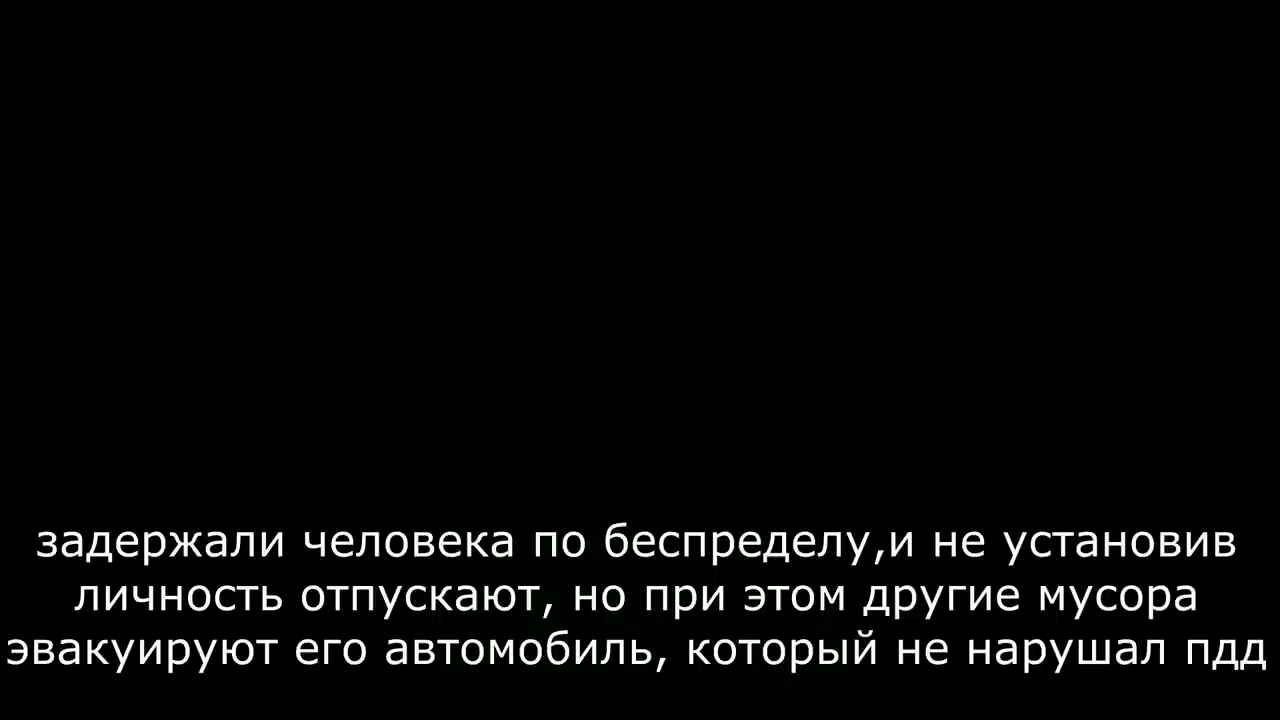 задержали человека по беспределу,и не установив
личность отпускают, но при этом другие мусора
эвакуируют его автомобиль, который не нарушал пдд